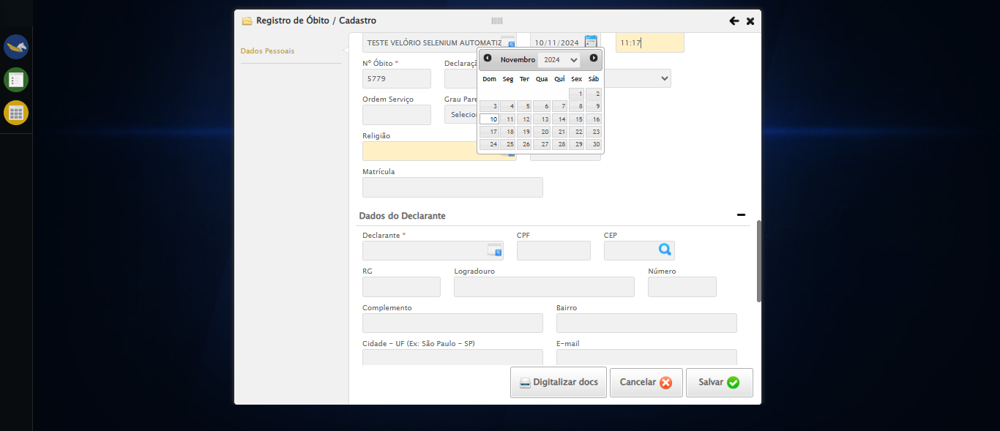 Registro de Óbito / Cadastro
Dados Pessoais
TESTE VELÓRIO SELENIUM AUTOMATIZ
10/11/2024
11:17
Nº Óbito *
5779
Ordem Serviço
Religião
Matrícula
Novembro 2024
Dom Seg Ter Qua Qui Sex Sáb
1 2
3 4 5 6 7 8 9
10 11 12 13 14 15 16
17 18 19 20 21 22 23
24 25 26 27 28 29 30
Dados do Declarante
Declarante * CPF CEP
RG Logradouro Número
Complemento Bairro
Cidade - UF (Ex: São Paulo - SP) E-mail
Digitalizar docs Cancelar Salvar